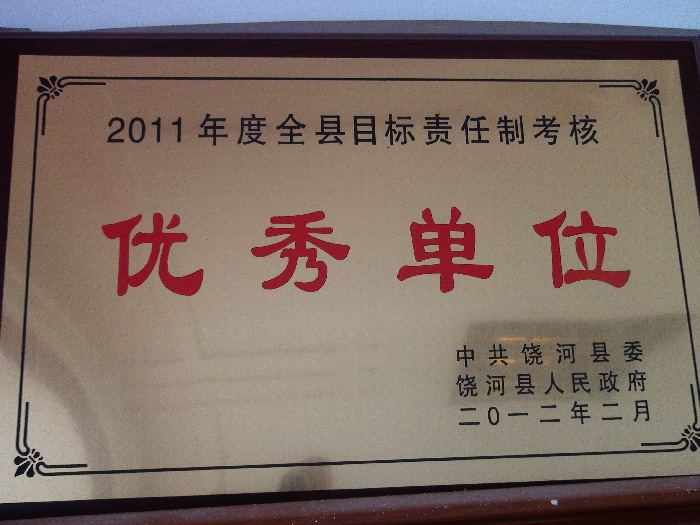 2011年度全县目标责任制考核
优秀单位
中共饶河县委
饶河县人民政府
二0一二年二月